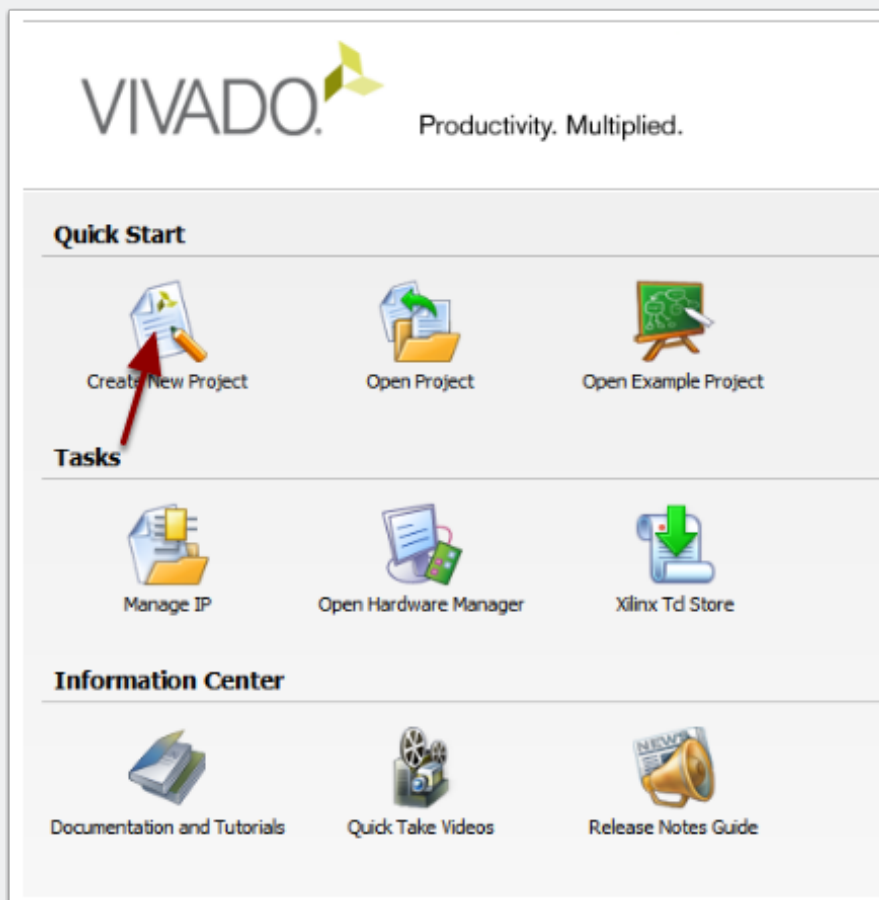 VIVADO.
Productivity. Multiplied.
Quick Start
Create New Project
Open Project
Open Example Project
Tasks
Manage IP
Open Hardware Manager
Xilinx Tcl Store
Information Center
NEWS
Documentation and Tutorials
Quick Take Videos
Release Notes Guide